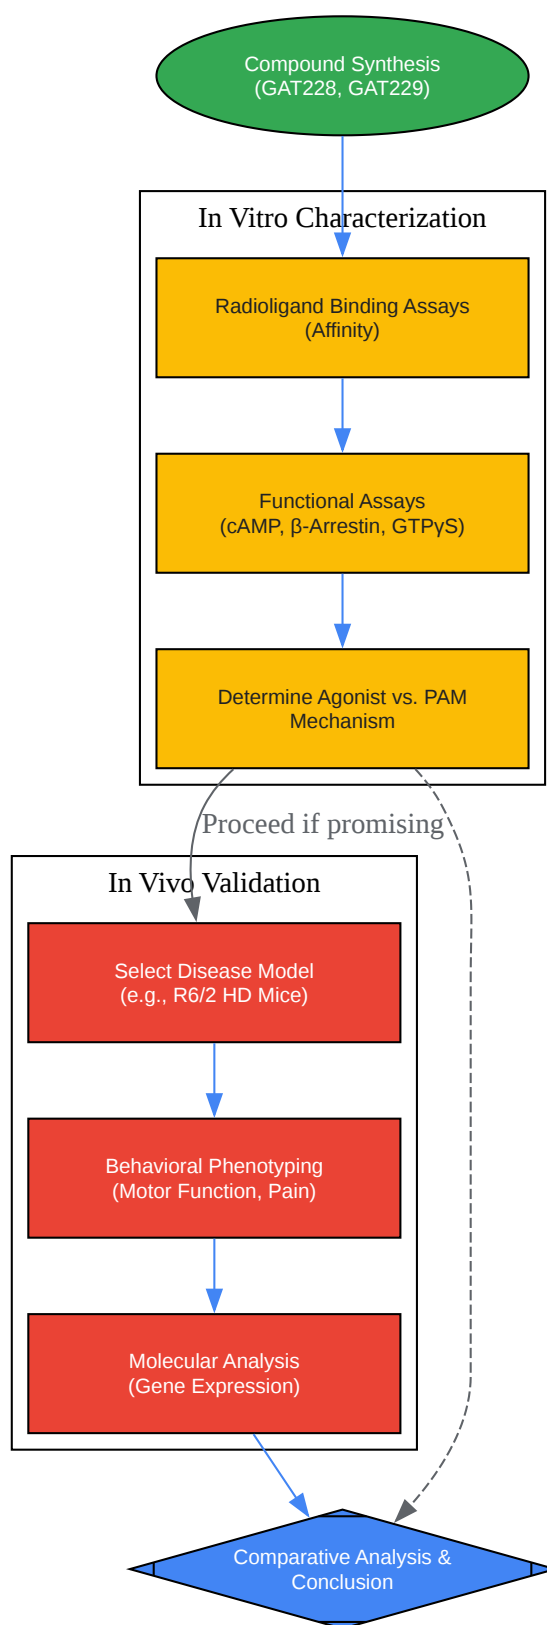 Compound Synthesis
(GAT228, GAT229)
In Vitro Characterization
Radioligand Binding Assays
(Affinity)
Functional Assays
(cAMP, β-Arrestin, GTPγS)
Determine Agonist vs. PAM
Mechanism
Proceed if promising
In Vivo Validation
Select Disease Model
(e.g., R6/2 HD Mice)
Behavioral Phenotyping
(Motor Function, Pain)
Molecular Analysis
(Gene Expression)
Comparative Analysis &
Conclusion